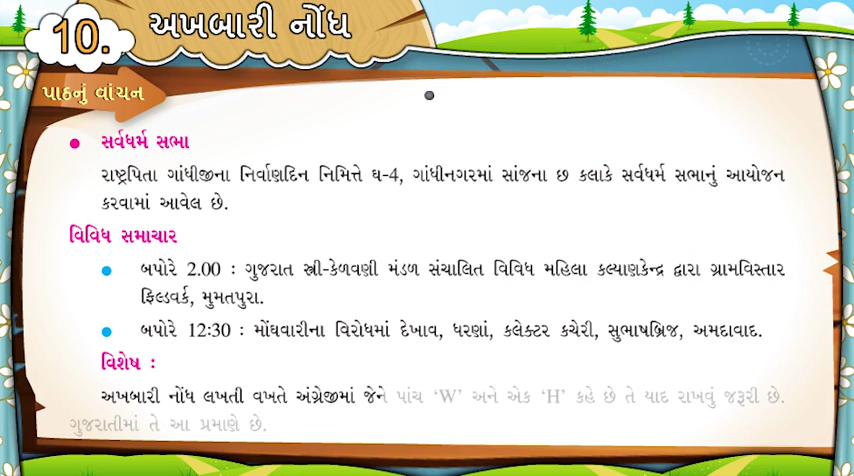 10. અખબારી નોંધ
પાઠનું વાંચન
• સર્વધર્મ સભા
રાષ્ટ્રપિતા ગાંધીજીના નિર્વાણદિન નિમિત્તે ઘ-4, ગાંધીનગરમાં સાંજના છ કલાકે સર્વધર્મ સભાનું આયોજન
કરવામાં આવેલ છે.
વિવિધ સમાચાર
• બપોરે 2.00 : ગુજરાત સ્ત્રી-કેળવણી મંડળ સંચાલિત વિવિધ મહિલા કલ્યાણકેન્દ્ર દ્વારા ગ્રામવિસ્તાર
ફિલ્ડવર્ક, મુમતપુરા.
• બપોરે 12:30 : મોંઘવારીના વિરોધમાં દેખાવ, ધરણાં, કલેક્ટર કચેરી, સુભાષબ્રિજ, અમદાવાદ.
વિશેષ :
અખબારી નોંધ લખતી વખતે અંગ્રેજીમાં જેને પાંચ ‘W’ અને એક ‘H’ કહે છે તે યાદ રાખવું જરૂરી છે.
ગુજરાતીમાં તે આ પ્રમાણે છે.